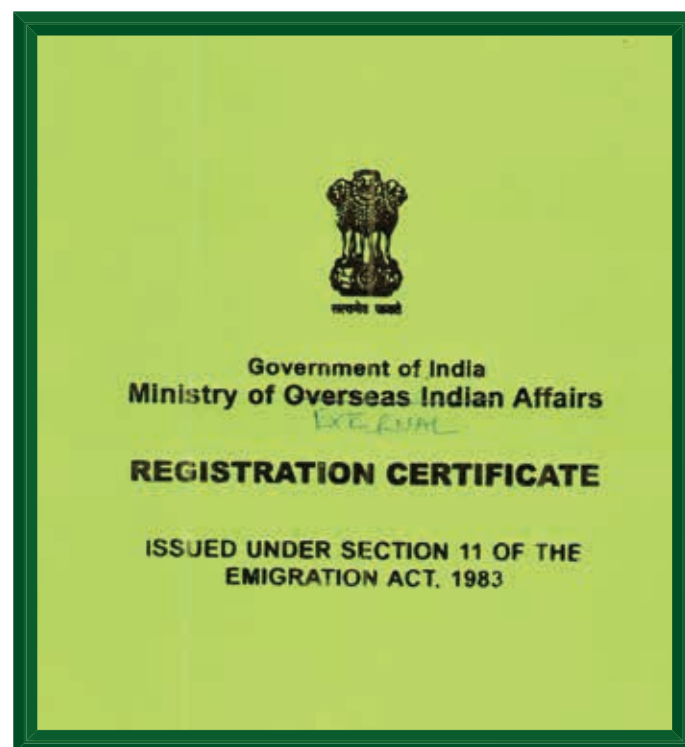 सत्यमेव जयते
Government of India
Ministry of Overseas Indian Affairs
EXTERNAL
REGISTRATION CERTIFICATE
ISSUED UNDER SECTION 11 OF THE
EMIGRATION ACT. 1983